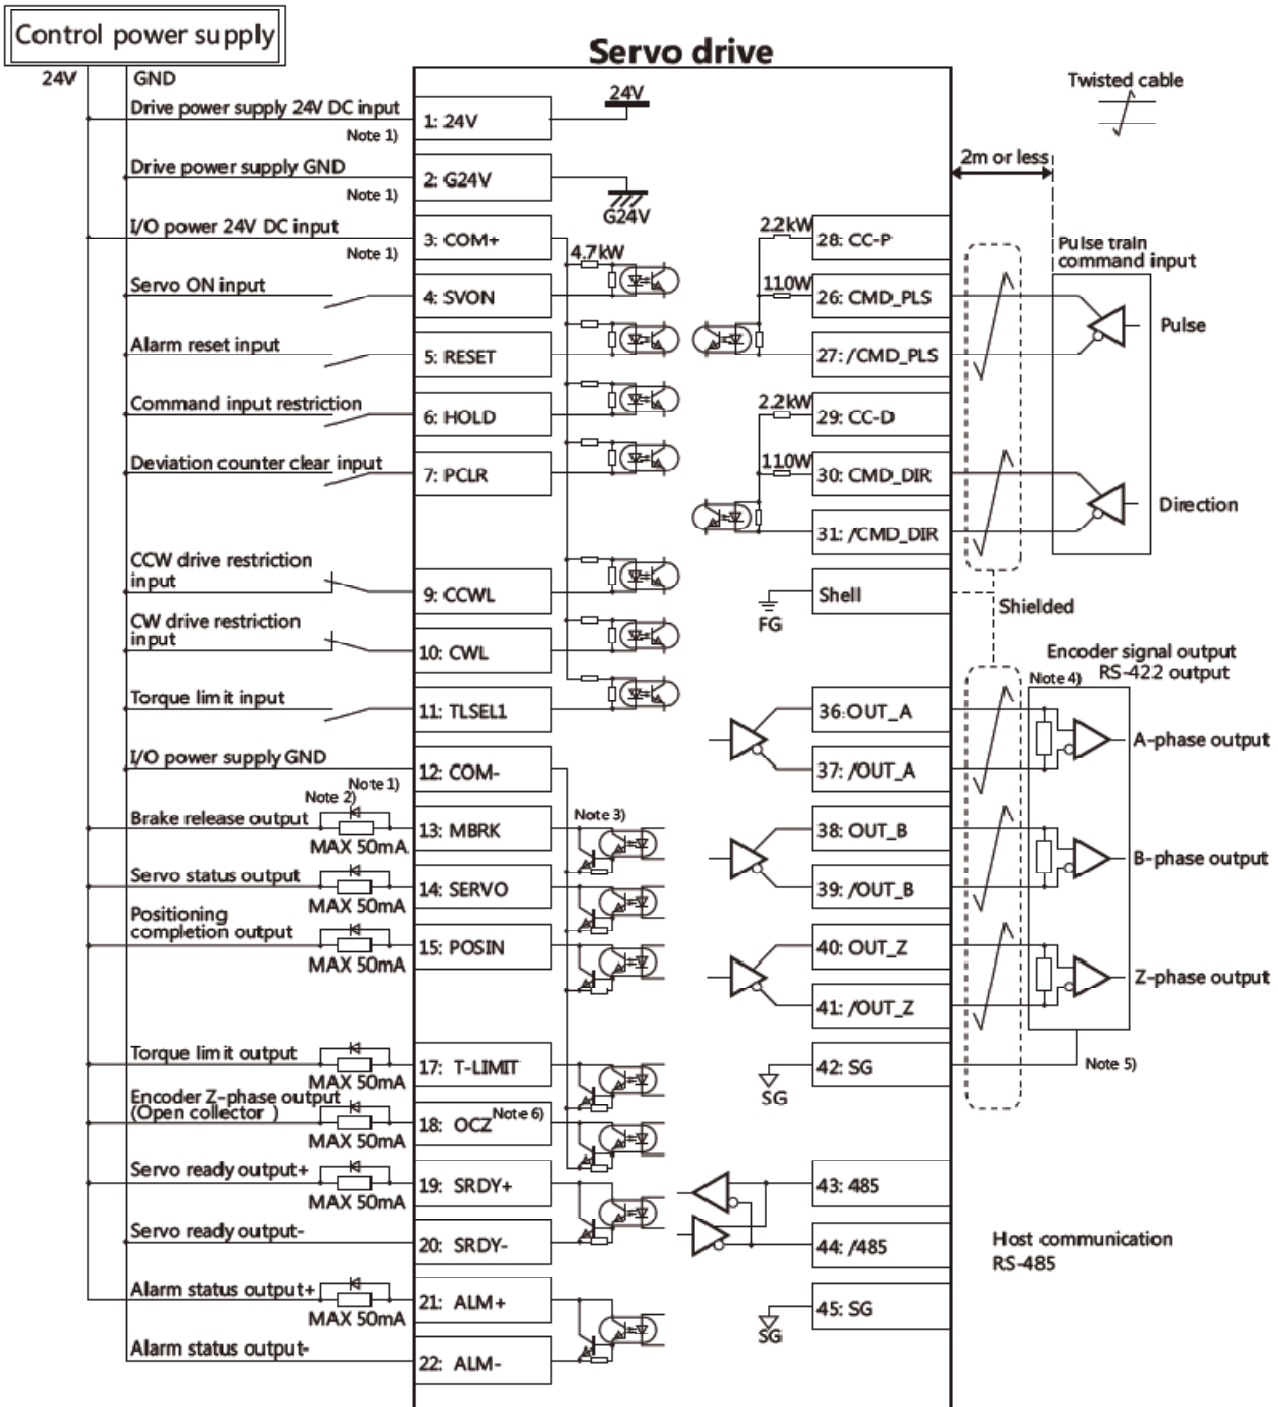 Control power supply
24V
GND
Servo drive
Twisted cable
2m or less
Drive power supply 24V DC input
Note 1)
1: 24V
24V
Drive power supply GND
Note 1)
2: G24V
G24V
I/O power 24V DC input
Note 1)
3: COM+
4.7kW
Servo ON input
4: SVON
Alarm reset input
5: RESET
Command input restriction
6: HOLD
Deviation counter clear input
7: PCLR
CCW drive restriction
input
9: CCWL
CW drive restriction
input
10: CWL
Torque limit input
11: TLSEL1
I/O power supply GND
Note 1)
12: COM-
Brake release output
Note 2)
MAX 50mA
13: MBRK
Note 3)
Servo status output
MAX 50mA
14: SERVO
Positioning
completion output
MAX 50mA
15: POSIN
Torque limit output
MAX 50mA
17: T-LIMIT
Encoder Z-phase output
(Open collector )
MAX 50mA
18: OCZ
Note 6)
Servo ready output+
MAX 50mA
19: SRDY+
Servo ready output-
20: SRDY-
Alarm status output+
MAX 50mA
21: ALM+
Alarm status output-
22: ALM-
2.2kW
28: CC-P
110W
26: CMD_PLS
27: /CMD_PLS
Pulse train
command input
Pulse
2.2kW
29: CC-D
110W
30: CMD_DIR
31: /CMD_DIR
Direction
Shell
FG
Shielded
Encoder signal output
RS-422 output
Note 4)
36:OUT_A
37: /OUT_A
A-phase output
38: OUT_B
39: /OUT_B
B-phase output
40: OUT_Z
41: /OUT_Z
Z-phase output
42: SG
SG
Note 5)
43: 485
44: /485
Host communication
RS-485
45: SG
SG